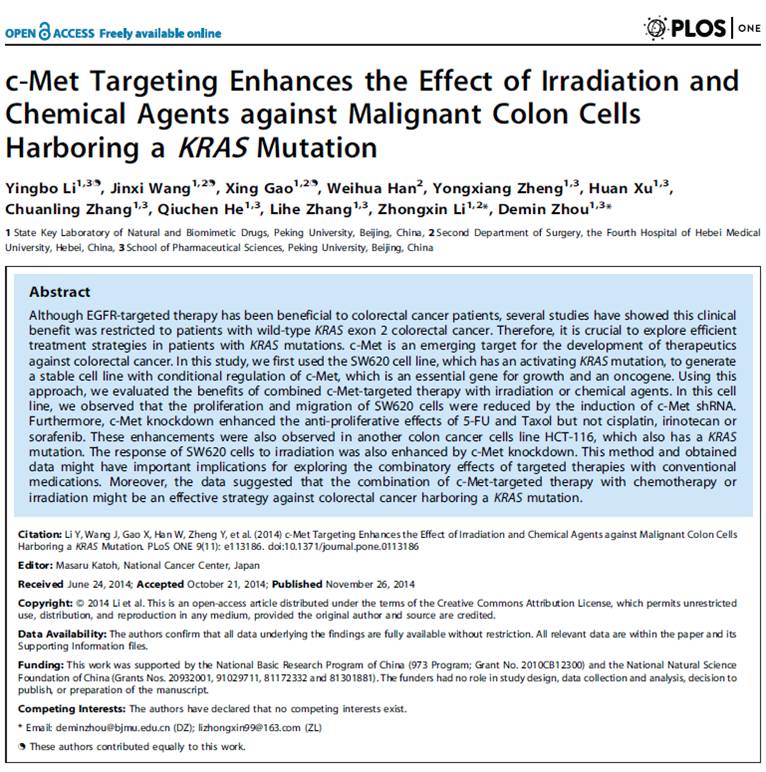 OPEN ACCESS Freely available online
PLOS ONE
c-Met Targeting Enhances the Effect of Irradiation and
Chemical Agents against Malignant Colon Cells
Harboring a KRAS Mutation
Yingbo Li1,3☯, Jinxi Wang1,2☯, Xing Gao1,2☯, Weihua Han2, Yongxiang Zheng1,3, Huan Xu1,3,
Chuanling Zhang1,3, Qiuchen He1,3, Lihe Zhang1,3, Zhongxin Li1,2*, Demin Zhou1,3*
1 State Key Laboratory of Natural and Biomimetic Drugs, Peking University, Beijing, China, 2 Second Department of Surgery, the Fourth Hospital of Hebei Medical
University, Hebei, China, 3 School of Pharmaceutical Sciences, Peking University, Beijing, China
Abstract
Although EGFR-targeted therapy has been beneficial to colorectal cancer patients, several studies have showed this clinical
benefit was restricted to patients with wild-type KRAS exon 2 colorectal cancer. Therefore, it is crucial to explore efficient
treatment strategies in patients with KRAS mutations. c-Met is an emerging target for the development of therapeutics
against colorectal cancer. In this study, we first used the SW620 cell line, which has an activating KRAS mutation, to generate
a stable cell line with conditional regulation of c-Met, which is an essential gene for growth and an oncogene. Using this
approach, we evaluated the benefits of combined c-Met-targeted therapy with irradiation or chemical agents. In this cell
line, we observed that the proliferation and migration of SW620 cells were reduced by the induction of c-Met shRNA.
Furthermore, c-Met knockdown enhanced the anti-proliferative effects of 5-FU and Taxol but not cisplatin, irinotecan or
sorafenib. These enhancements were also observed in another colon cancer cells line HCT-116, which also has a KRAS
mutation. The response of SW620 cells to irradiation was also enhanced by c-Met knockdown. This method and obtained
data might have important implications for exploring the combinatory effects of targeted therapies with conventional
medications. Moreover, the data suggested that the combination of c-Met-targeted therapy with chemotherapy or
irradiation might be an effective strategy against colorectal cancer harboring a KRAS mutation.
Citation: Li Y, Wang J, Gao X, Han W, Zheng Y, et al. (2014) c-Met Targeting Enhances the Effect of Irradiation and Chemical Agents against Malignant Colon Cells
Harboring a KRAS Mutation. PLoS ONE 9(11): e113186. doi:10.1371/journal.pone.0113186
Editor: Masaru Katoh, National Cancer Center, Japan
Received June 24, 2014; Accepted October 21, 2014; Published November 26, 2014
Copyright: © 2014 Li et al. This is an open-access article distributed under the terms of the Creative Commons Attribution License, which permits unrestricted
use, distribution, and reproduction in any medium, provided the original author and source are credited.
Data Availability: The authors confirm that all data underlying the findings are fully available without restriction. All relevant data are within the paper and its
Supporting Information files.
Funding: This work was supported by the National Basic Research Program of China (973 Program; Grant No. 2010CB12300) and the National Natural Science
Foundation of China (Grants Nos. 20932001, 91029711, 81172332 and 81301881). The funders had no role in study design, data collection and analysis, decision to
publish, or preparation of the manuscript.
Competing Interests: The authors have declared that no competing interests exist.
* Email: deminzhou@bjmu.edu.cn (DZ); lizhongxin99@163.com (ZL)
☯ These authors contributed equally to this work.